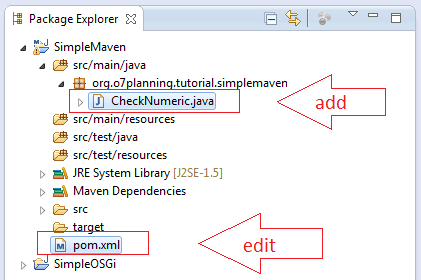 Package Explorer
SimpleMaven
src/main/java
org.o7planning.tutorial.simplemaven
CheckNumeric.java
add
src/main/resources
src/test/java
src/test/resources
JRE System Library [J2SE-1.5]
Maven Dependencies
src
target
pom.xml
edit
SimpleOSGi